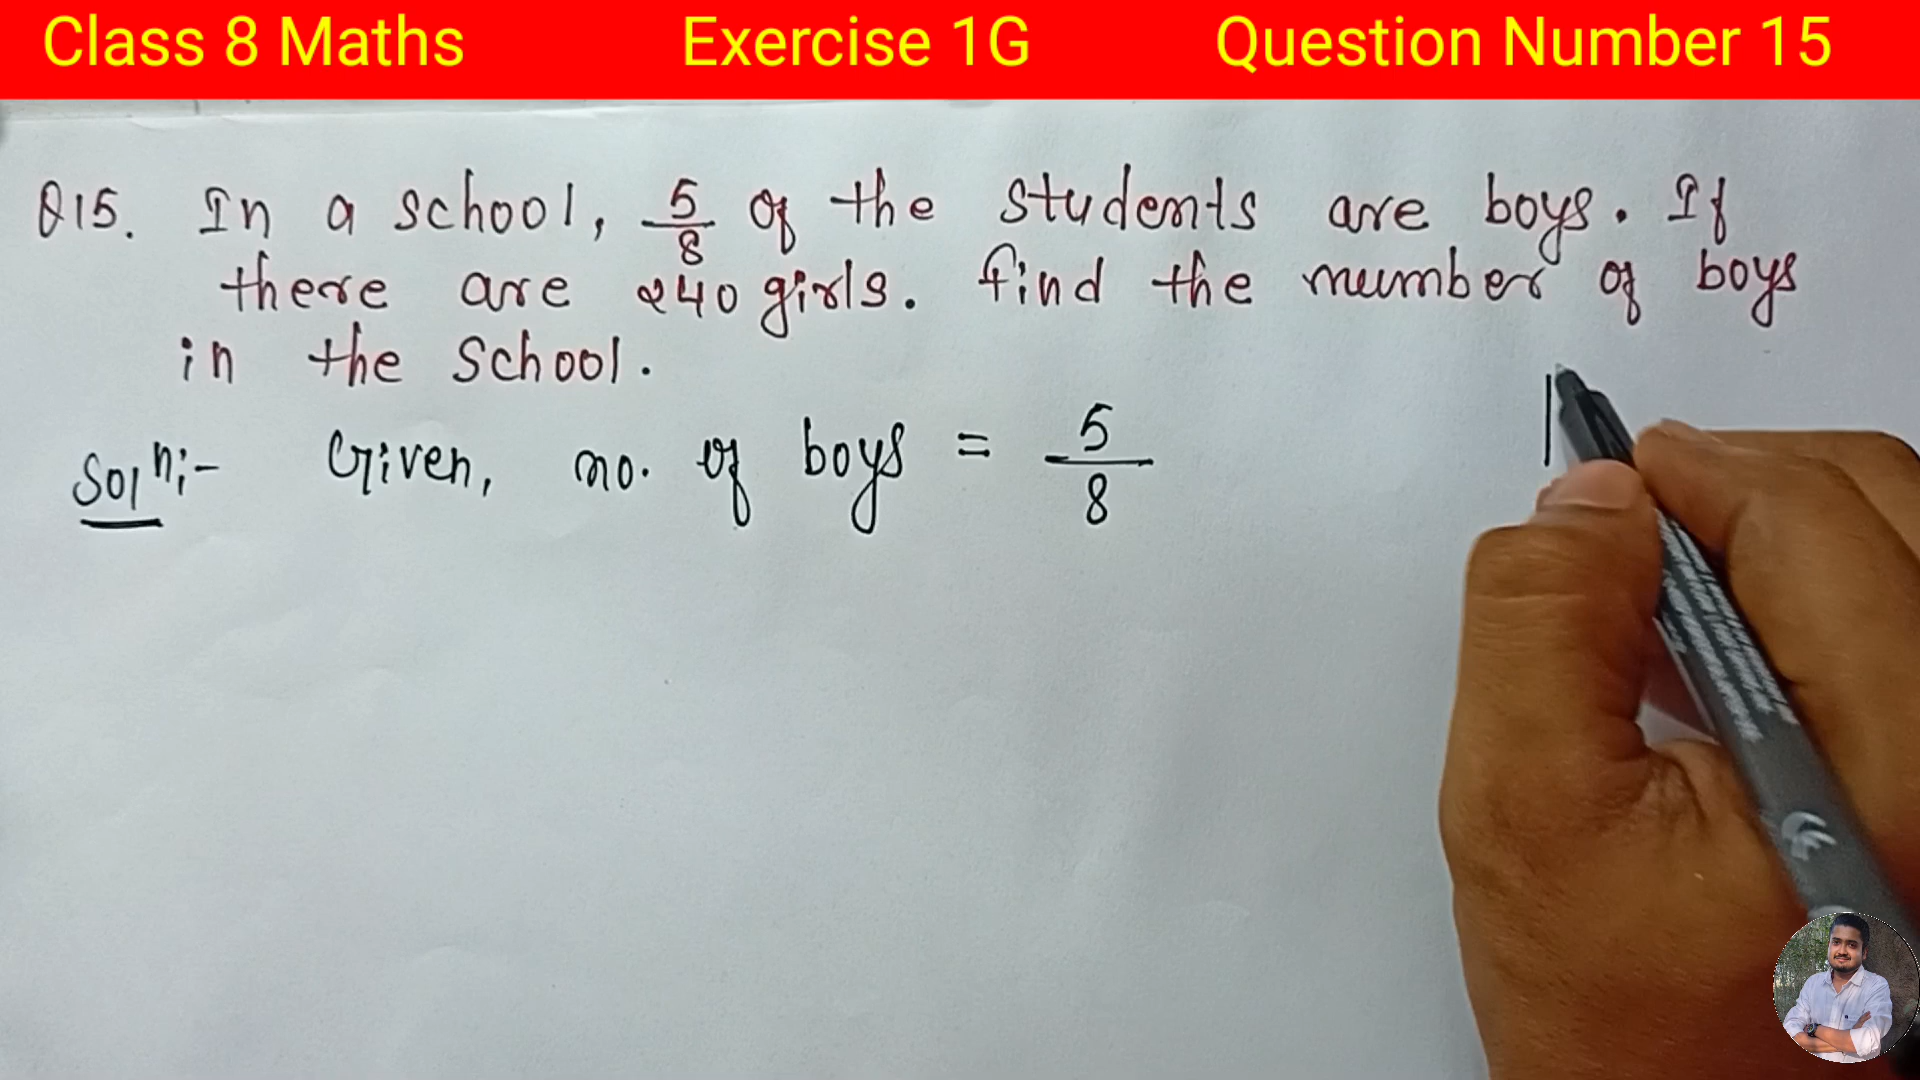 Class 8 Maths Exercise 1G Question Number 15
Q15. In a school, 5/8 of the students are boys. If
there are 240 girls. find the number of boys
in the school.
Solⁿ:- Given, no. of boys = 5/8